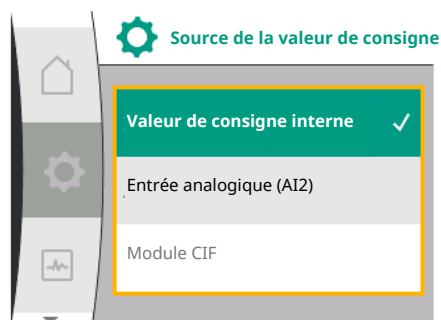 Source de la valeur de consigne
Valeur de consigne interne
Entrée analogique (AI2)
Module CIF